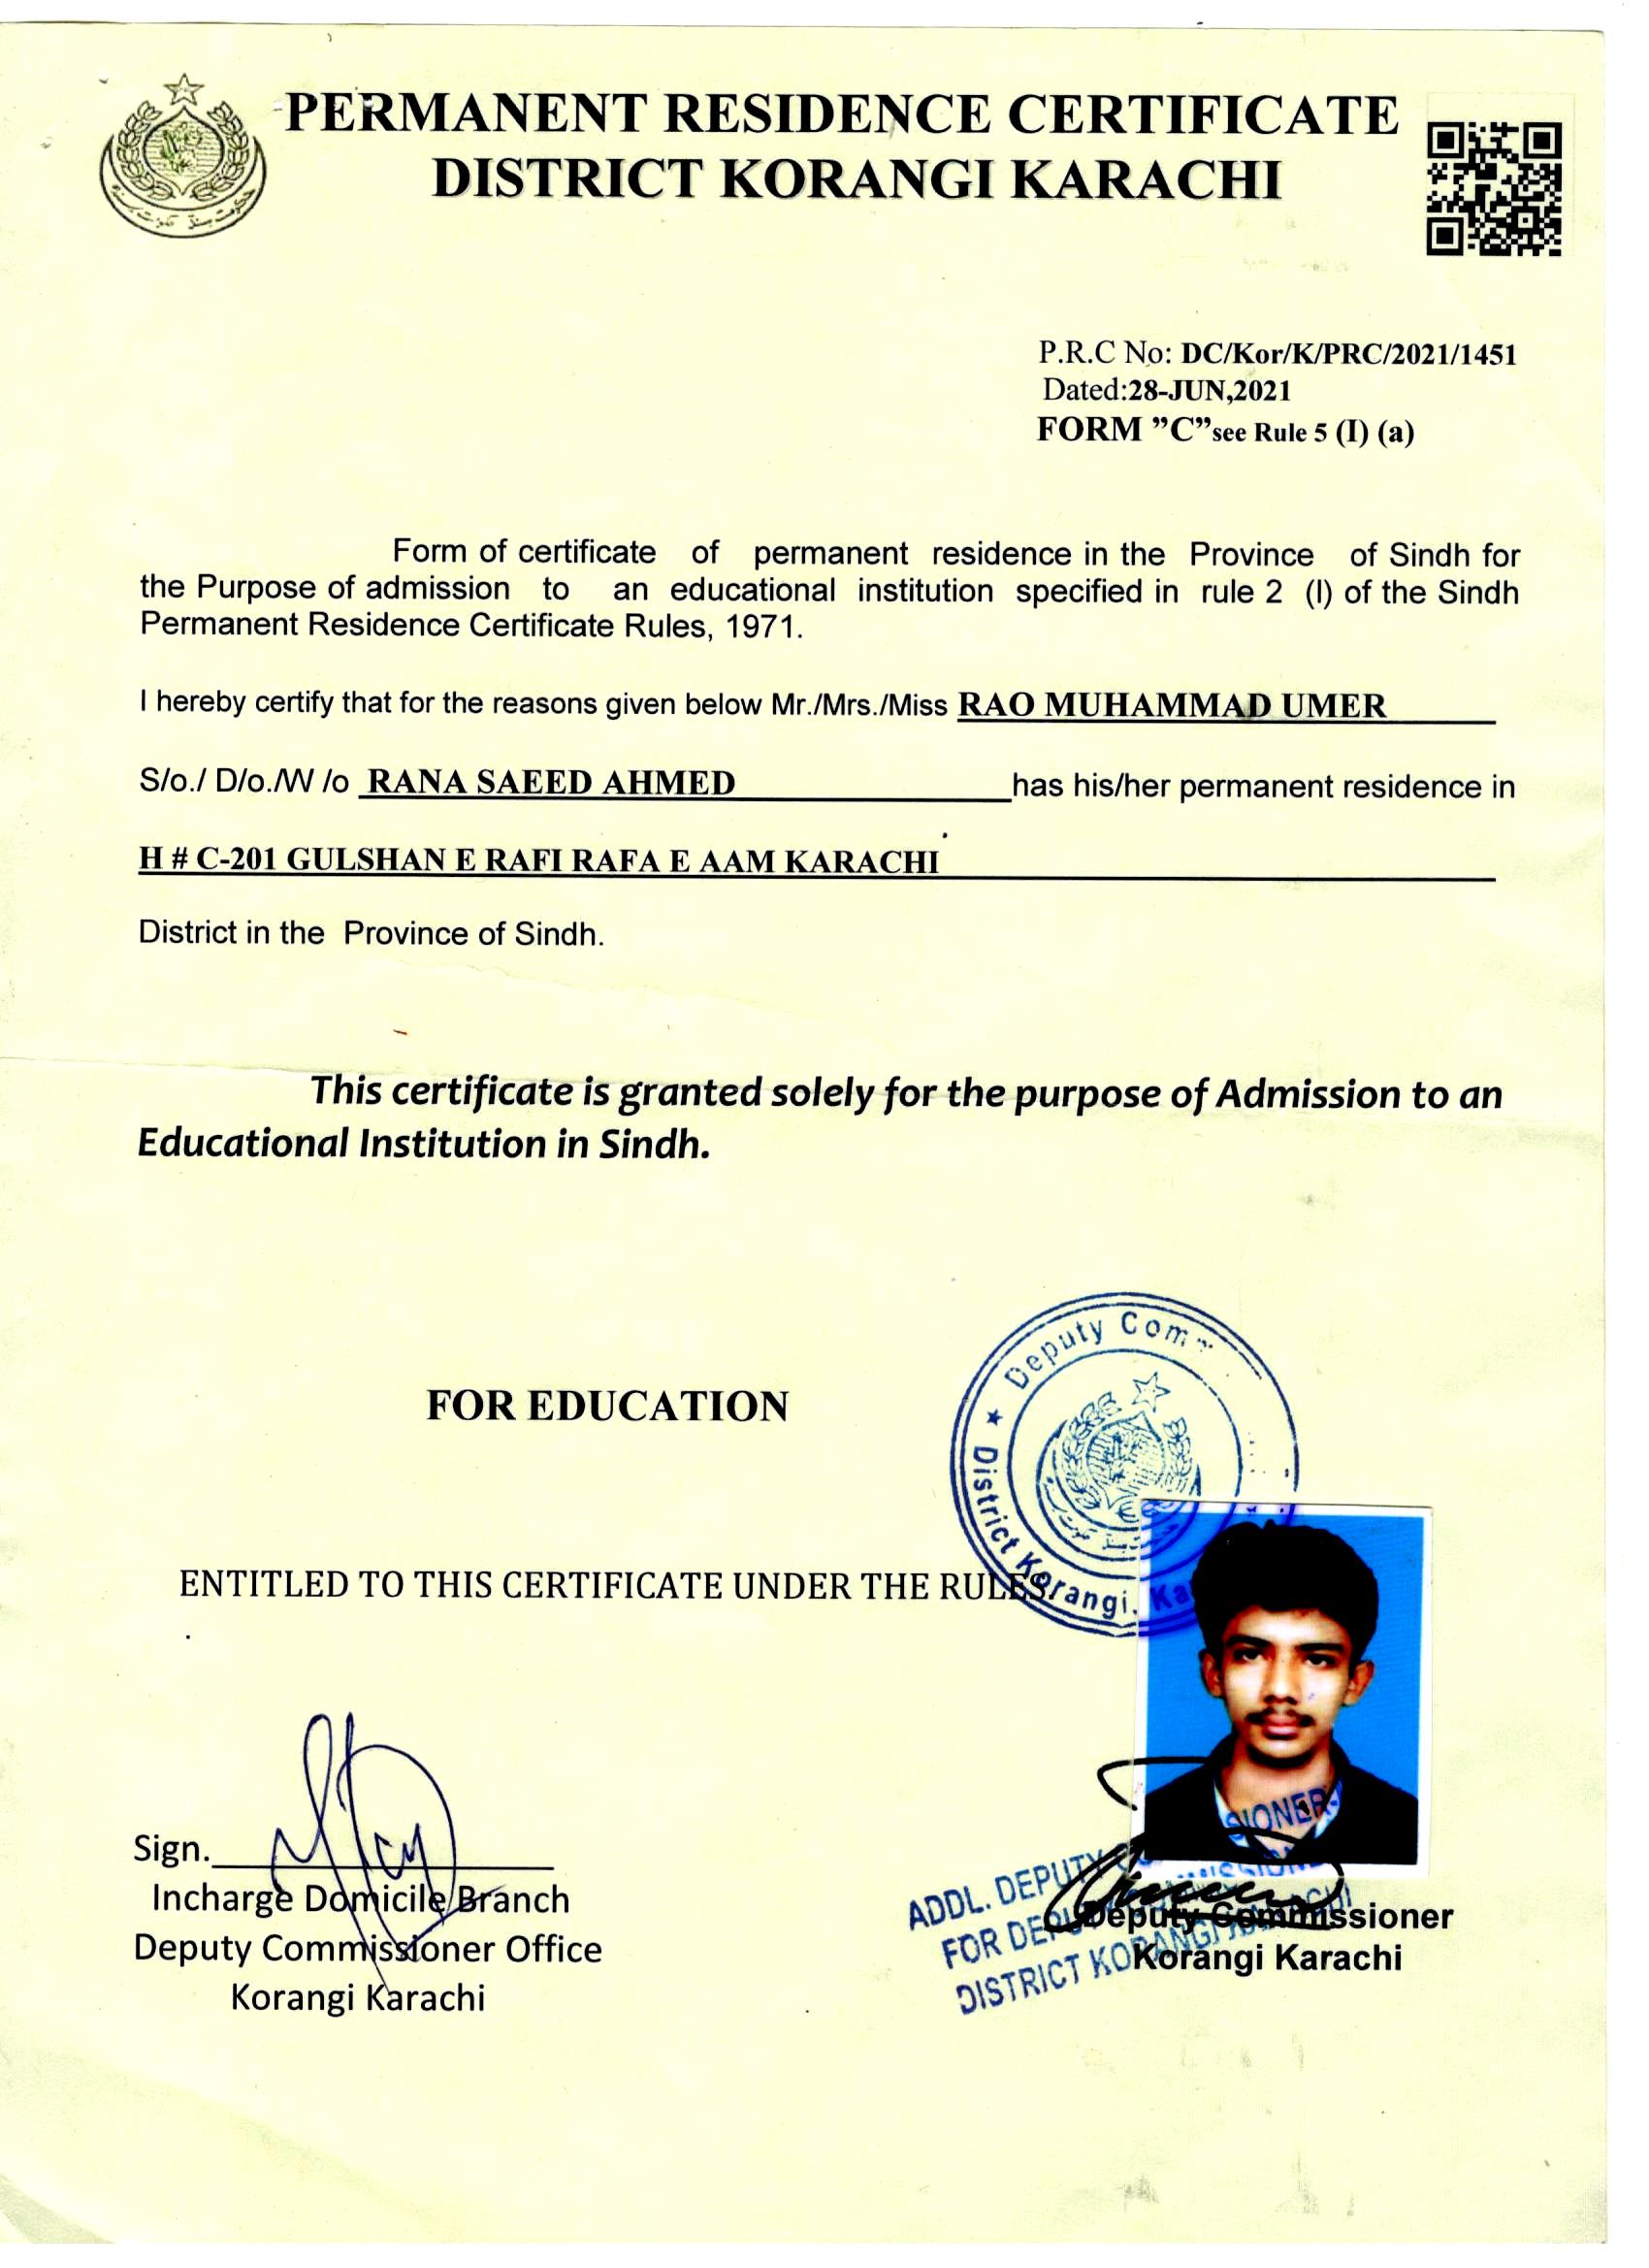 PERMANENT RESIDENCE CERTIFICATE
DISTRICT KORANGI KARACHI
P.R.C No: DC/Kor/K/PRC/2021/1451
Dated:28-JUN,2021
FORM ”C”see Rule 5 (I) (a)
Form of certificate of permanent residence in the Province of Sindh for
the Purpose of admission to an educational institution specified in rule 2 (I) of the Sindh
Permanent Residence Certificate Rules, 1971.
I hereby certify that for the reasons given below Mr./Mrs./Miss RAO MUHAMMAD UMER
S/o./ D/o./W /o RANA SAEED AHMED has his/her permanent residence in
H # C-201 GULSHAN E RAFI RAFA E AAM KARACHI
District in the Province of Sindh.
This certificate is granted solely for the purpose of Admission to an
Educational Institution in Sindh.
Deputy Com
District Korangi. Ka
FOR EDUCATION
ENTITLED TO THIS CERTIFICATE UNDER THE RULES.
Sign.
Incharge Domicile Branch
Deputy Commissioner Office
Korangi Karachi
ADDL. DEPUTY SIONER-
FOR
DISTRICT KORANGI
Deputy Commissioner
Korangi Karachi